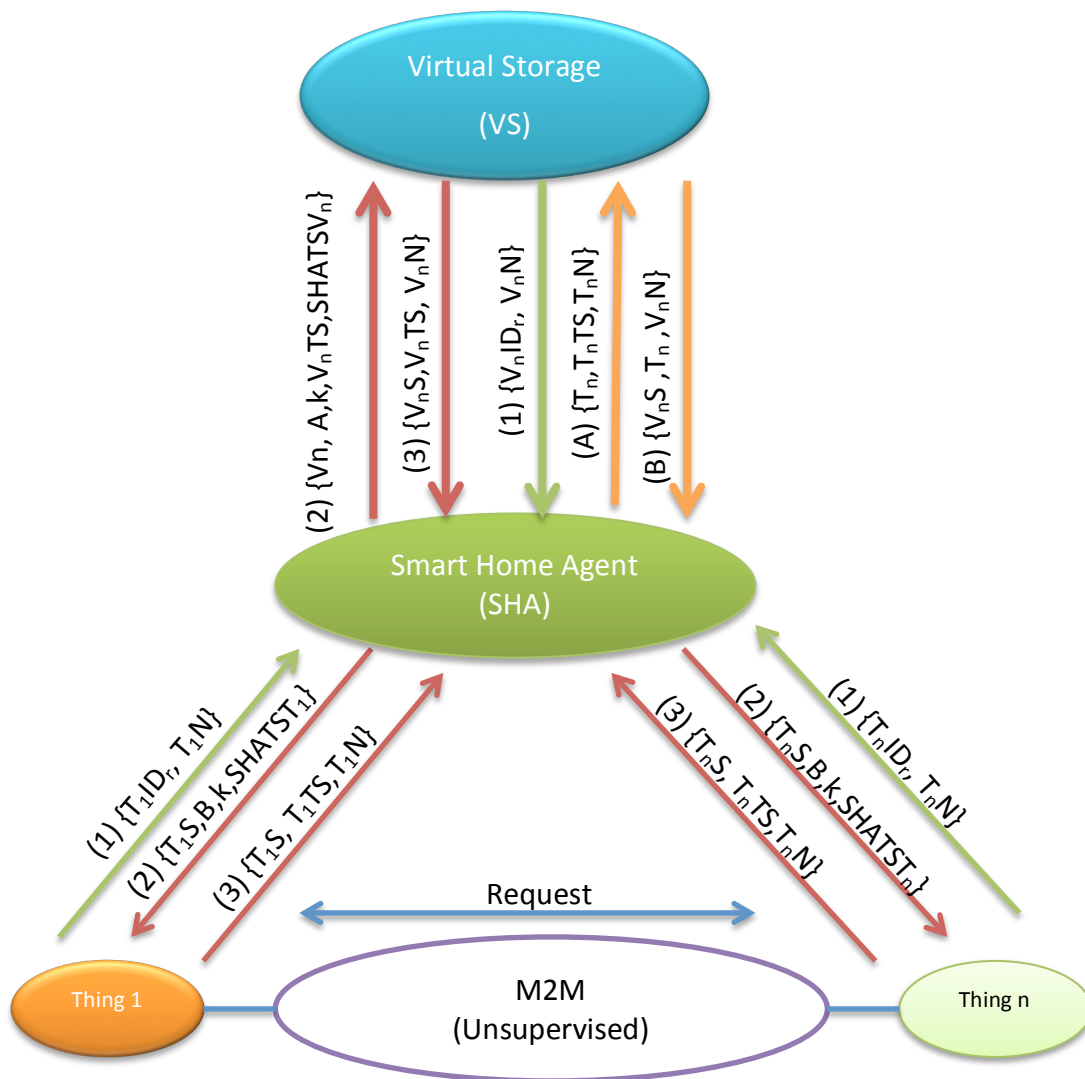 Virtual Storage
(VS)
(2) {Vn, A,k,VₙTS,SHATSVₙ}
(3) {VₙS,VₙTS, VₙN}
(1) {VₙIDᵣ, VₙN}
(A) {Tₙ,TₙTS,TₙN}
(B) {VₙS ,Tₙ ,VₙN}
Smart Home Agent
(SHA)
(1) {T₁IDᵣ, T₁N}
(2) {T₁S,B,k,SHATST₁}
(3) {T₁S, T₁TS,T₁N}
(3) {TₙS, TₙTS,TₙN}
(2) {TₙS,B,k,SHATSTₙ}
(1) {TₙIDᵣ, TₙN}
Request
Thing 1
M2M
(Unsupervised)
Thing n